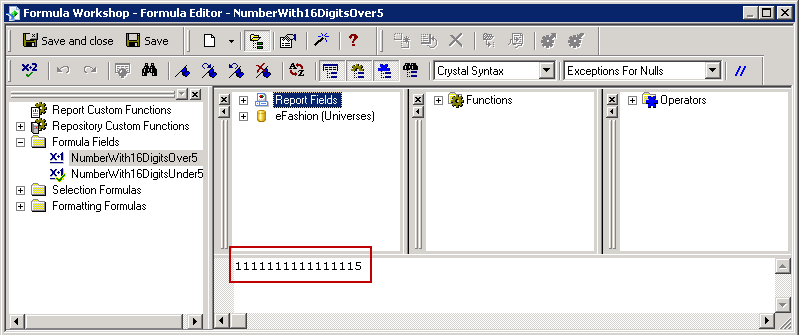 Formula Workshop - Formula Editor - NumberWith16DigitsOver5
Save and close Save
Crystal Syntax Exceptions For Nulls //
Report Custom Functions
Repository Custom Functions
Formula Fields
NumberWith16DigitsOver5
NumberWith16DigitsUnder5
Selection Formulas
Formatting Formulas
Report Fields
eFashion (Universes)
Functions
Operators
1111111111111115